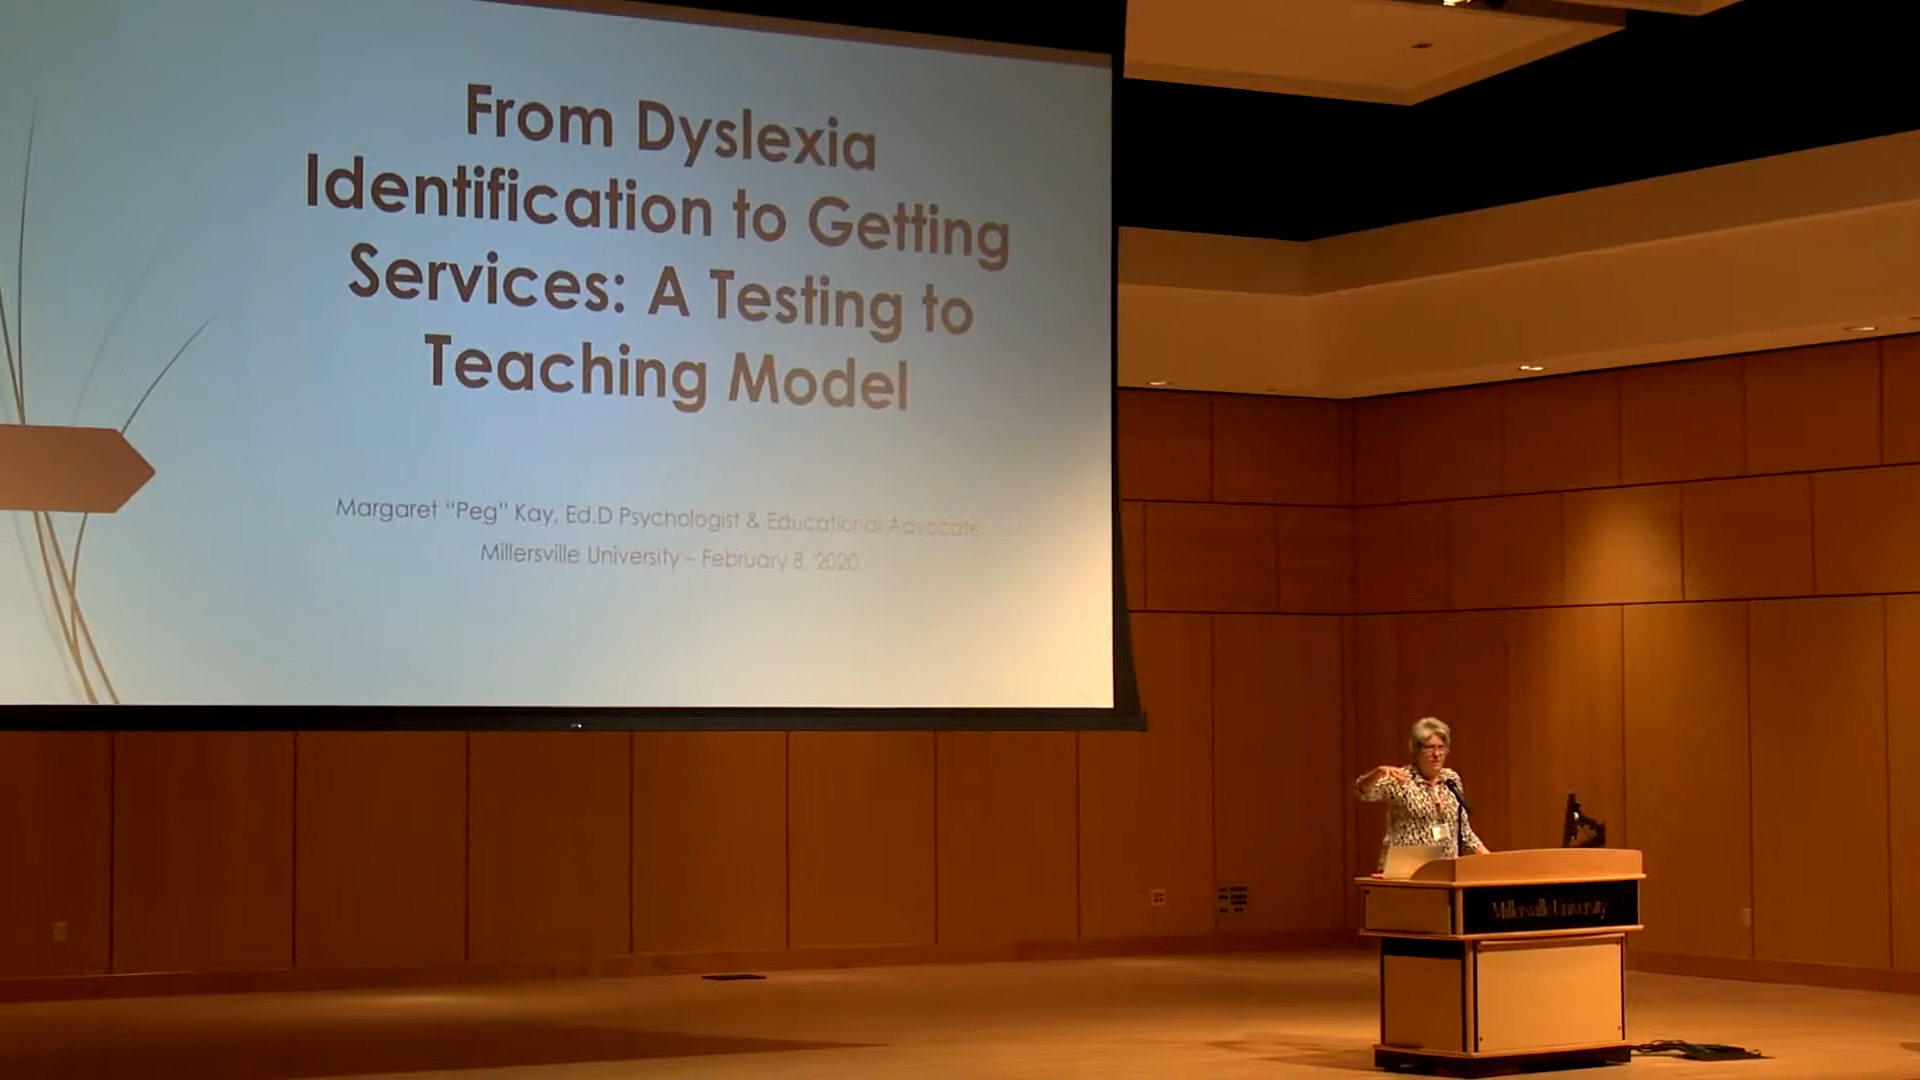 From Dyslexia
Identification to Getting
Services: A Testing to
Teaching Model
Margaret “Peg” Kay, Ed.D Psychologist & Educational Advocate
Millersville University – February 8, 2020
Millersville University